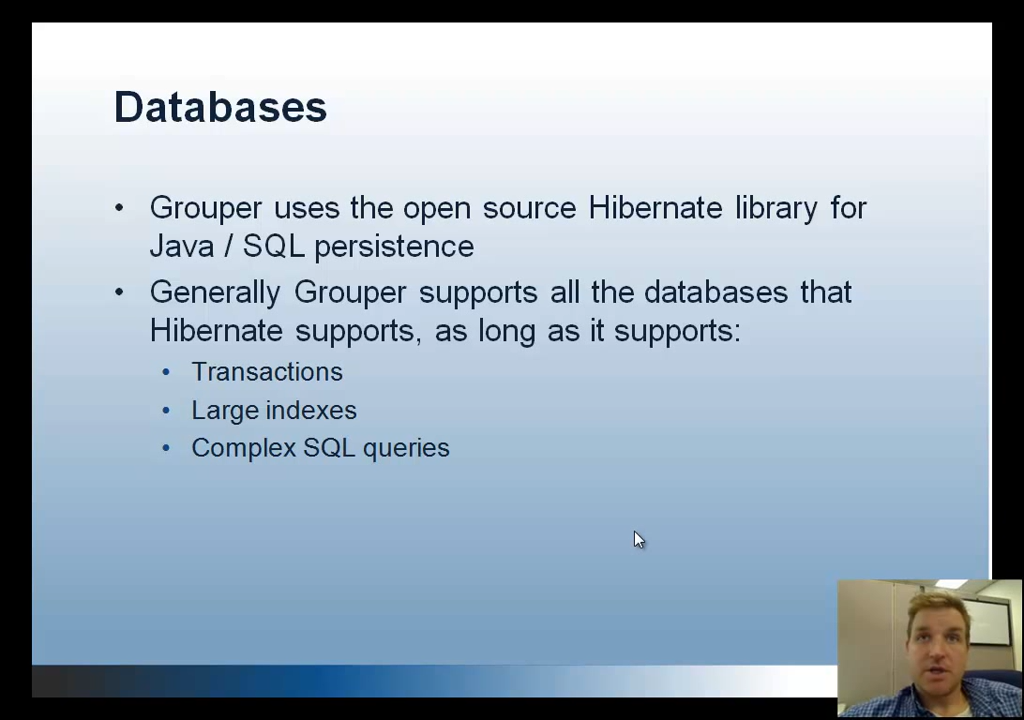 Databases
• Grouper uses the open source Hibernate library for
Java / SQL persistence
• Generally Grouper supports all the databases that
Hibernate supports, as long as it supports:
• Transactions
• Large indexes
• Complex SQL queries